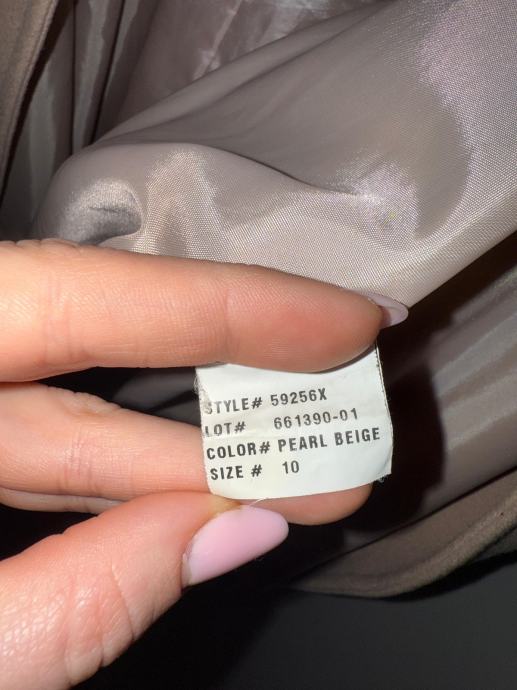 STYLE# 59256X
LOT# 661390-01
COLOR# PEARL BEIGE
SIZE # 10